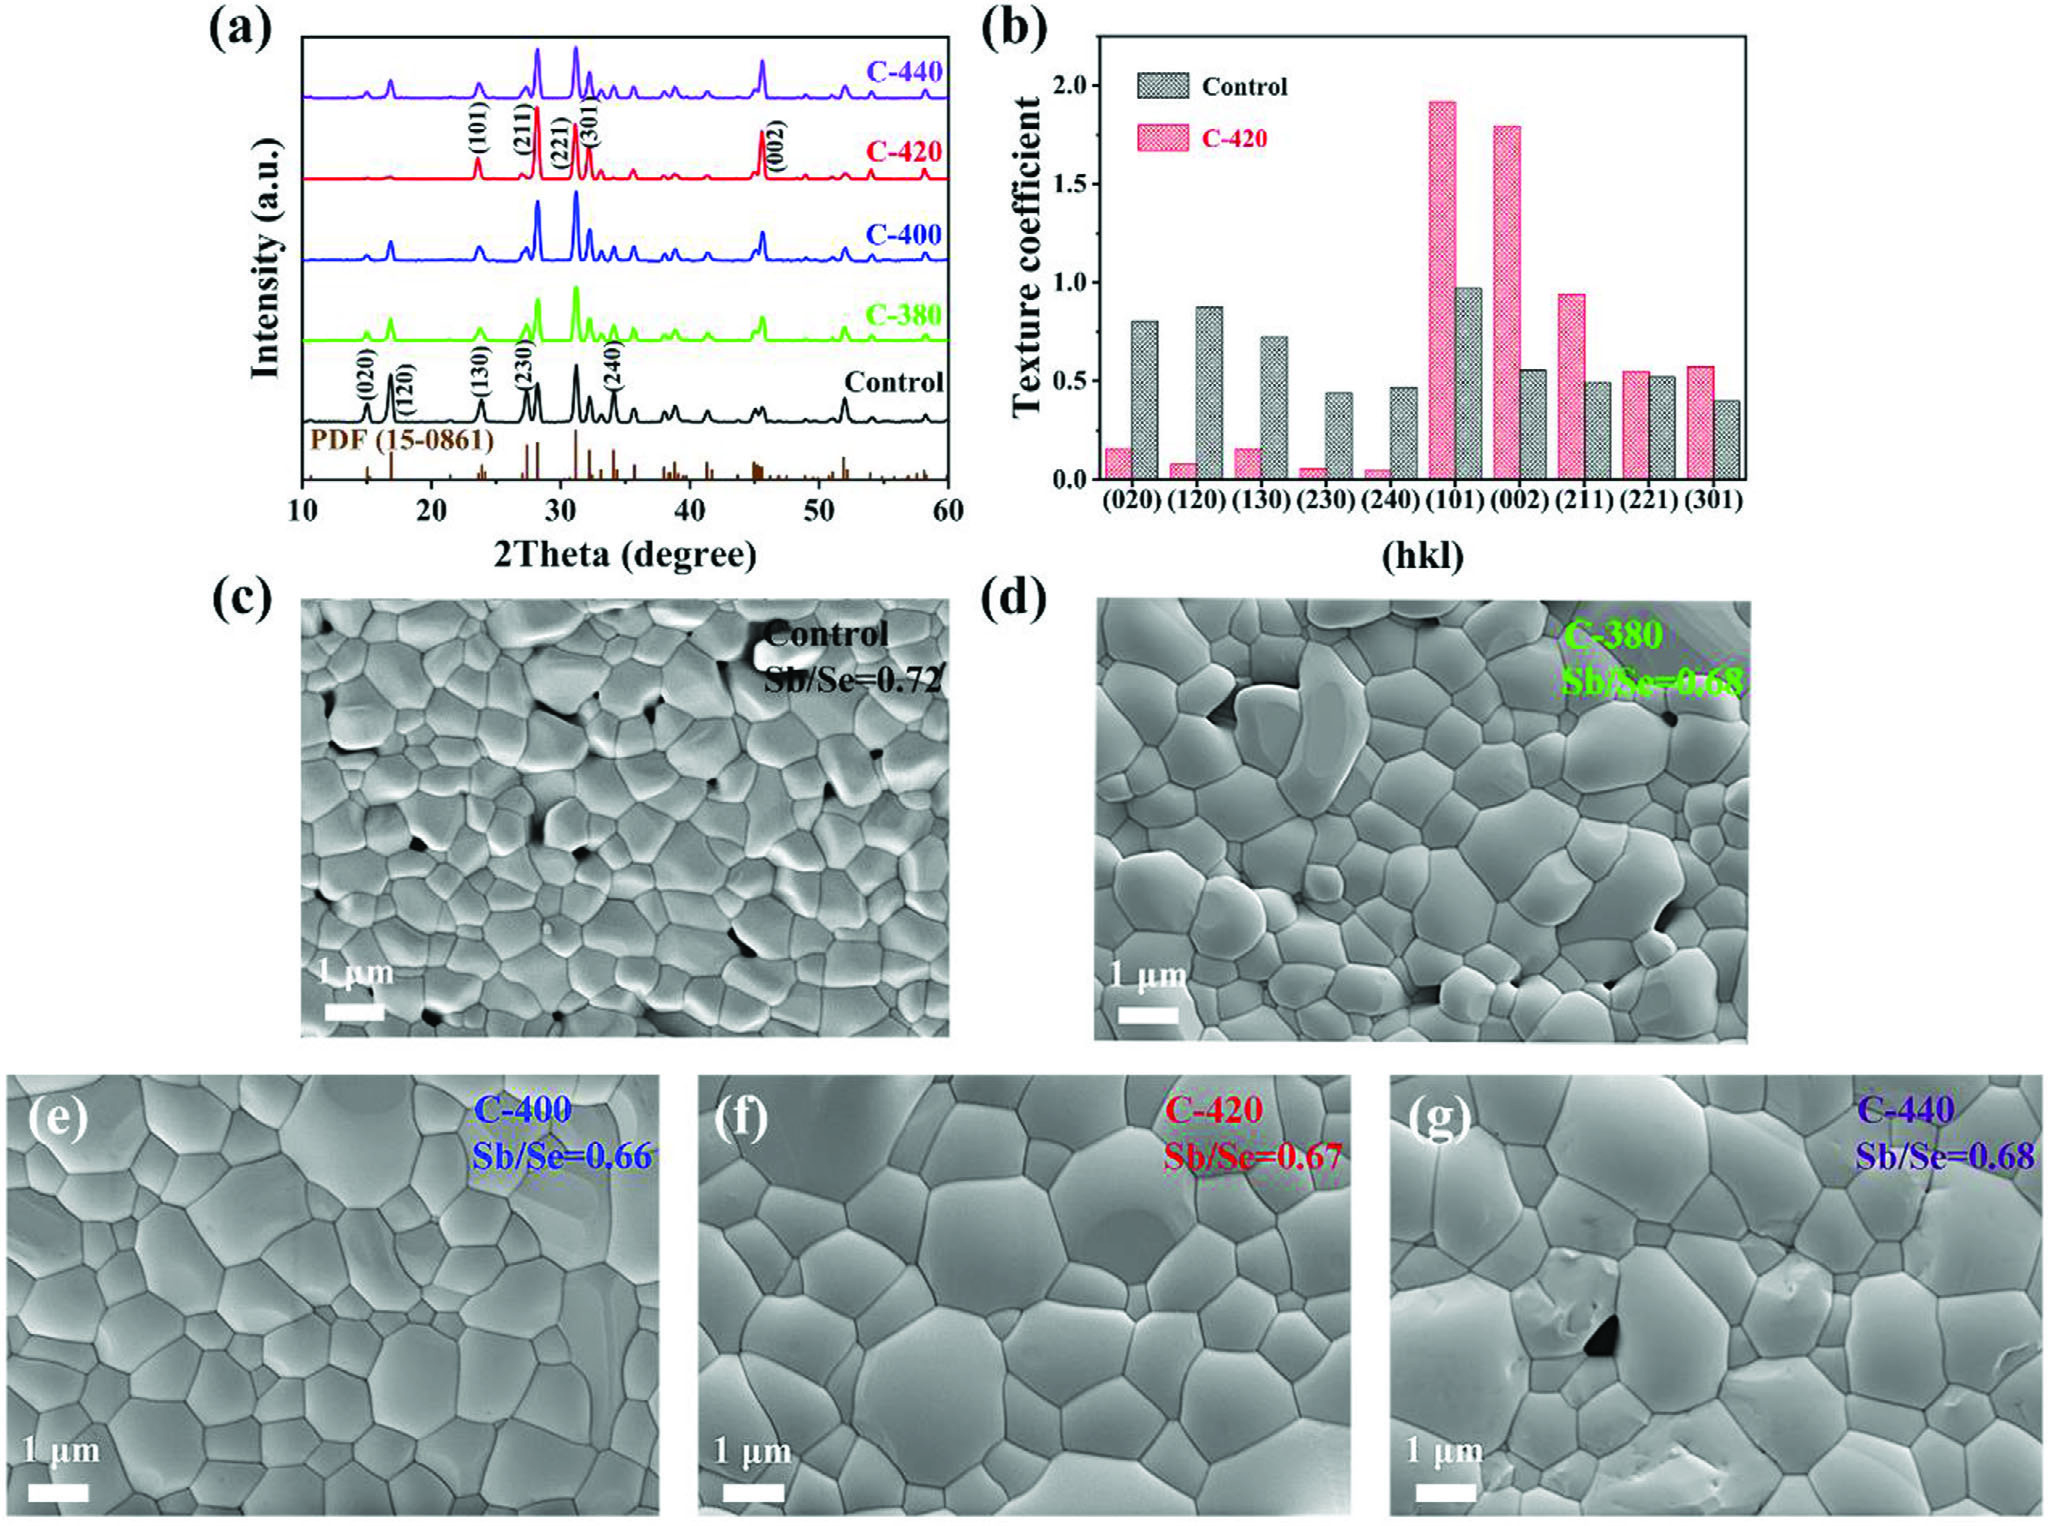 (a)
C-440
(101)
(211)
(221)
(301)
C-420
(002)
C-400
C-380
(020)
(120)
(130)
(230)
(240)
Control
PDF (15-0861)
Intensity (a.u.)
10 20 30 40 50 60
2Theta (degree)
(b)
Control
C-420
2.0
1.5
1.0
0.5
0.0
Texture coefficient
(020) (120) (130) (230) (240) (101) (002) (211) (221) (301)
(hkl)
(c)
Control
Sb/Se=0.72
1 μm
(d)
C-380
Sb/Se=0.68
1 μm
(e)
C-400
Sb/Se=0.66
1 μm
(f)
C-420
Sb/Se=0.67
1 μm
(g)
C-440
Sb/Se=0.68
1 μm